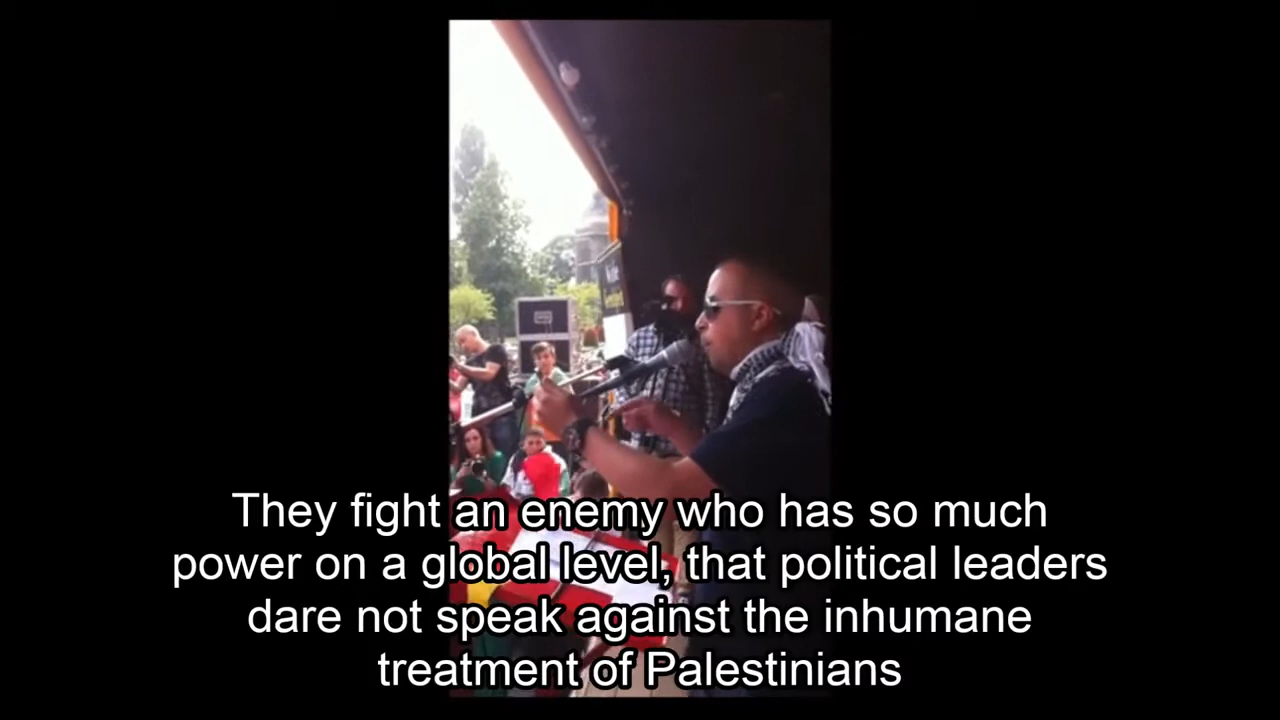 They fight an enemy who has so much
power on a global level, that political leaders
dare not speak against the inhumane
treatment of Palestinians